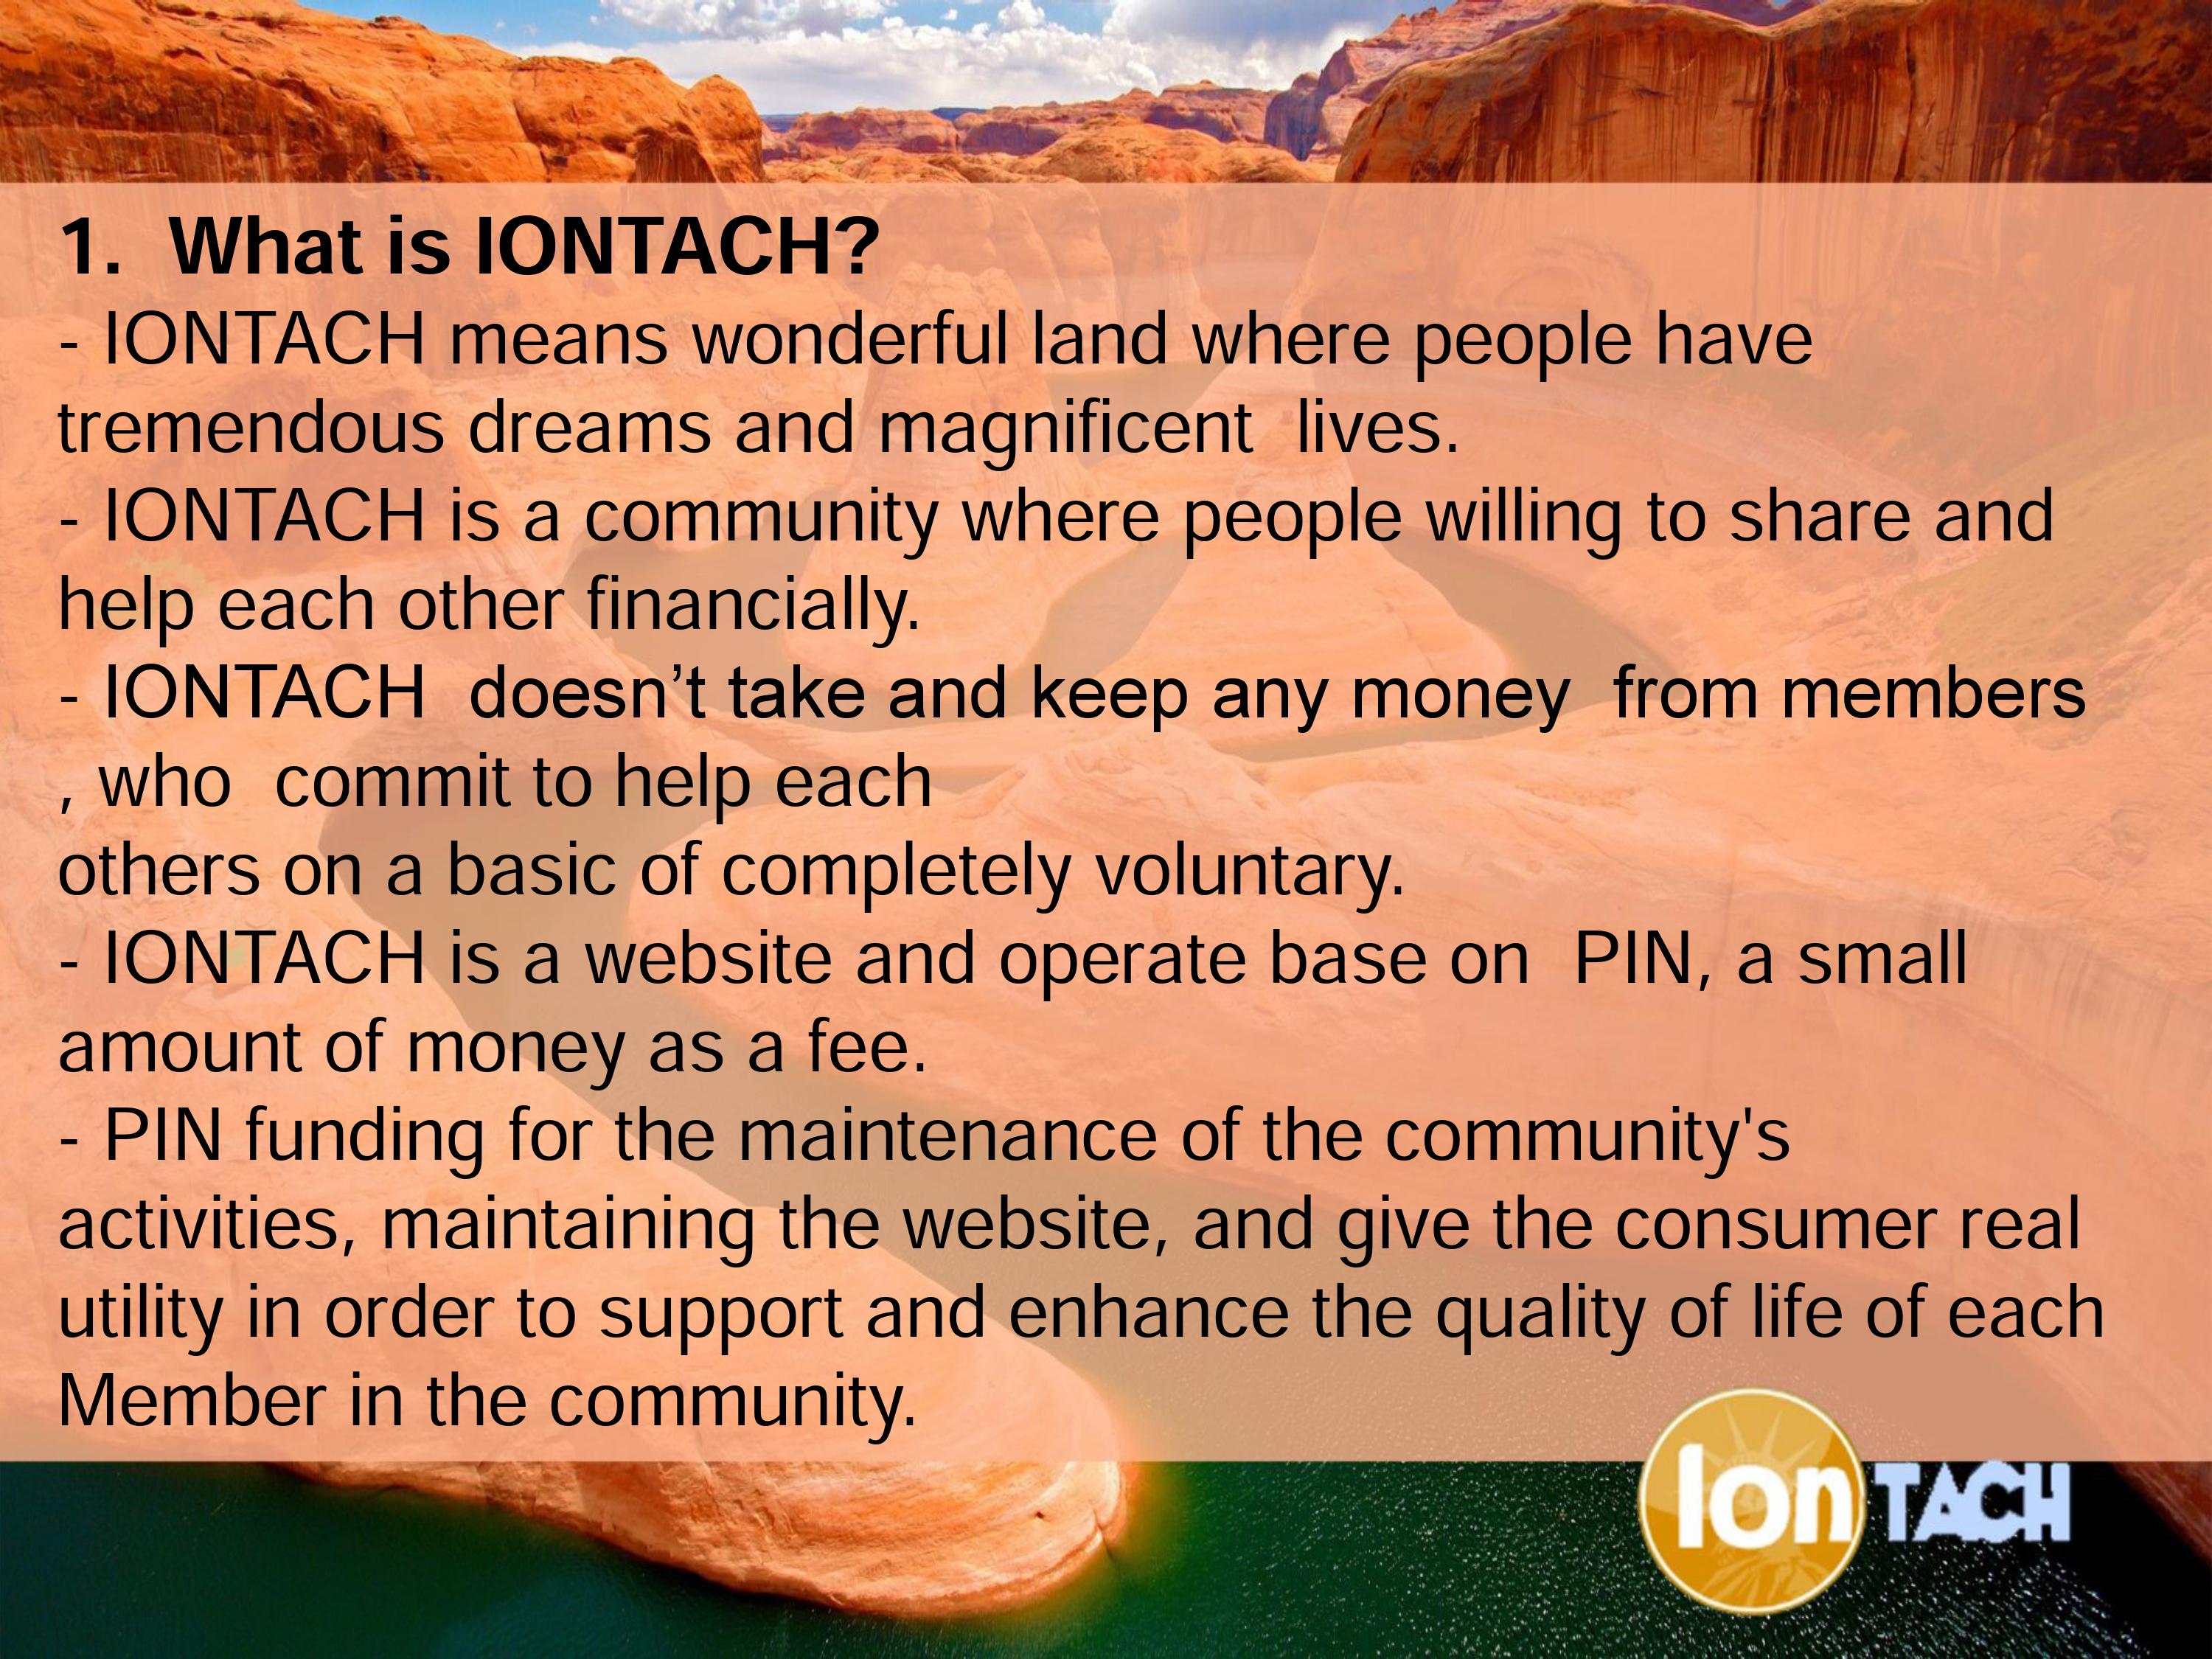 1.  What is IONTACH?
- IONTACH means wonderful land where people have
tremendous dreams and magnificent  lives.
- IONTACH is a community where people willing to share and
help each other financially.
- IONTACH  doesn’t take and keep any money  from members
, who  commit to help each
others on a basic of completely voluntary.
- IONTACH is a website and operate base on  PIN, a small
amount of money as a fee.
- PIN funding for the maintenance of the community's
activities, maintaining the website, and give the consumer real
utility in order to support and enhance the quality of life of each
Member in the community.
Ion TACH